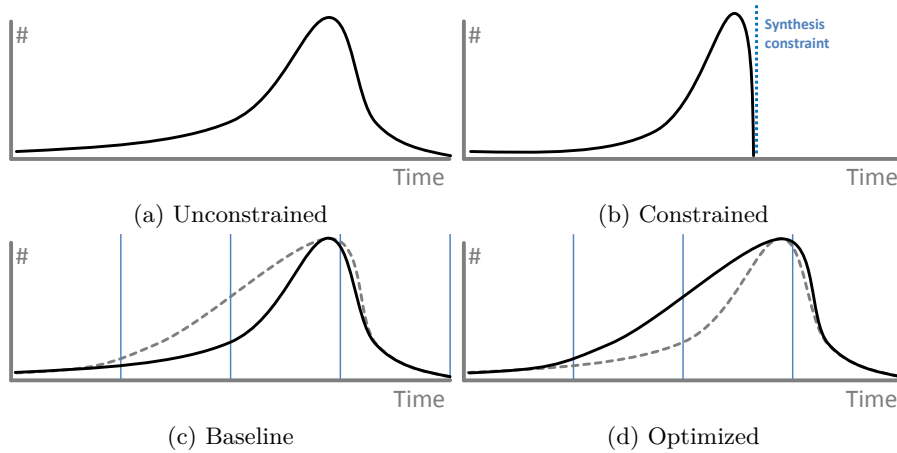 #
Time
(a) Unconstrained
#
Synthesis
constraint
Time
(b) Constrained
#
Time
(c) Baseline
#
Time
(d) Optimized